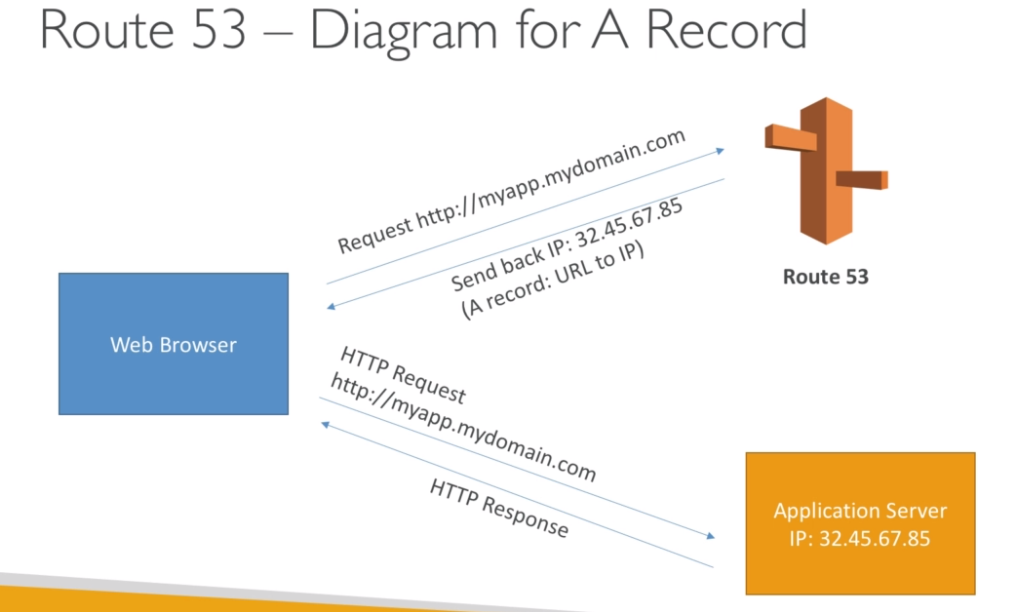 Route 53 – Diagram for A Record
Request http://myapp.mydomain.com
Send back IP: 32.45.67.85
(A record: URL to IP)
Route 53
Web Browser
HTTP Request
http://myapp.mydomain.com
HTTP Response
Application Server
IP: 32.45.67.85